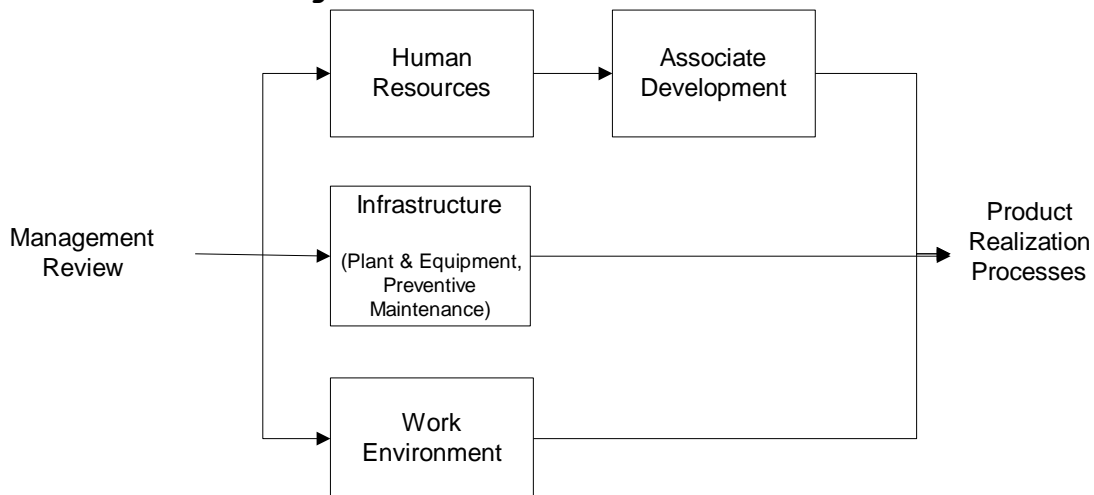 Human
Resources
Associate
Development
Infrastructure
(Plant & Equipment,
Preventive
Maintenance)
Management
Review
Product
Realization
Processes
Work
Environment